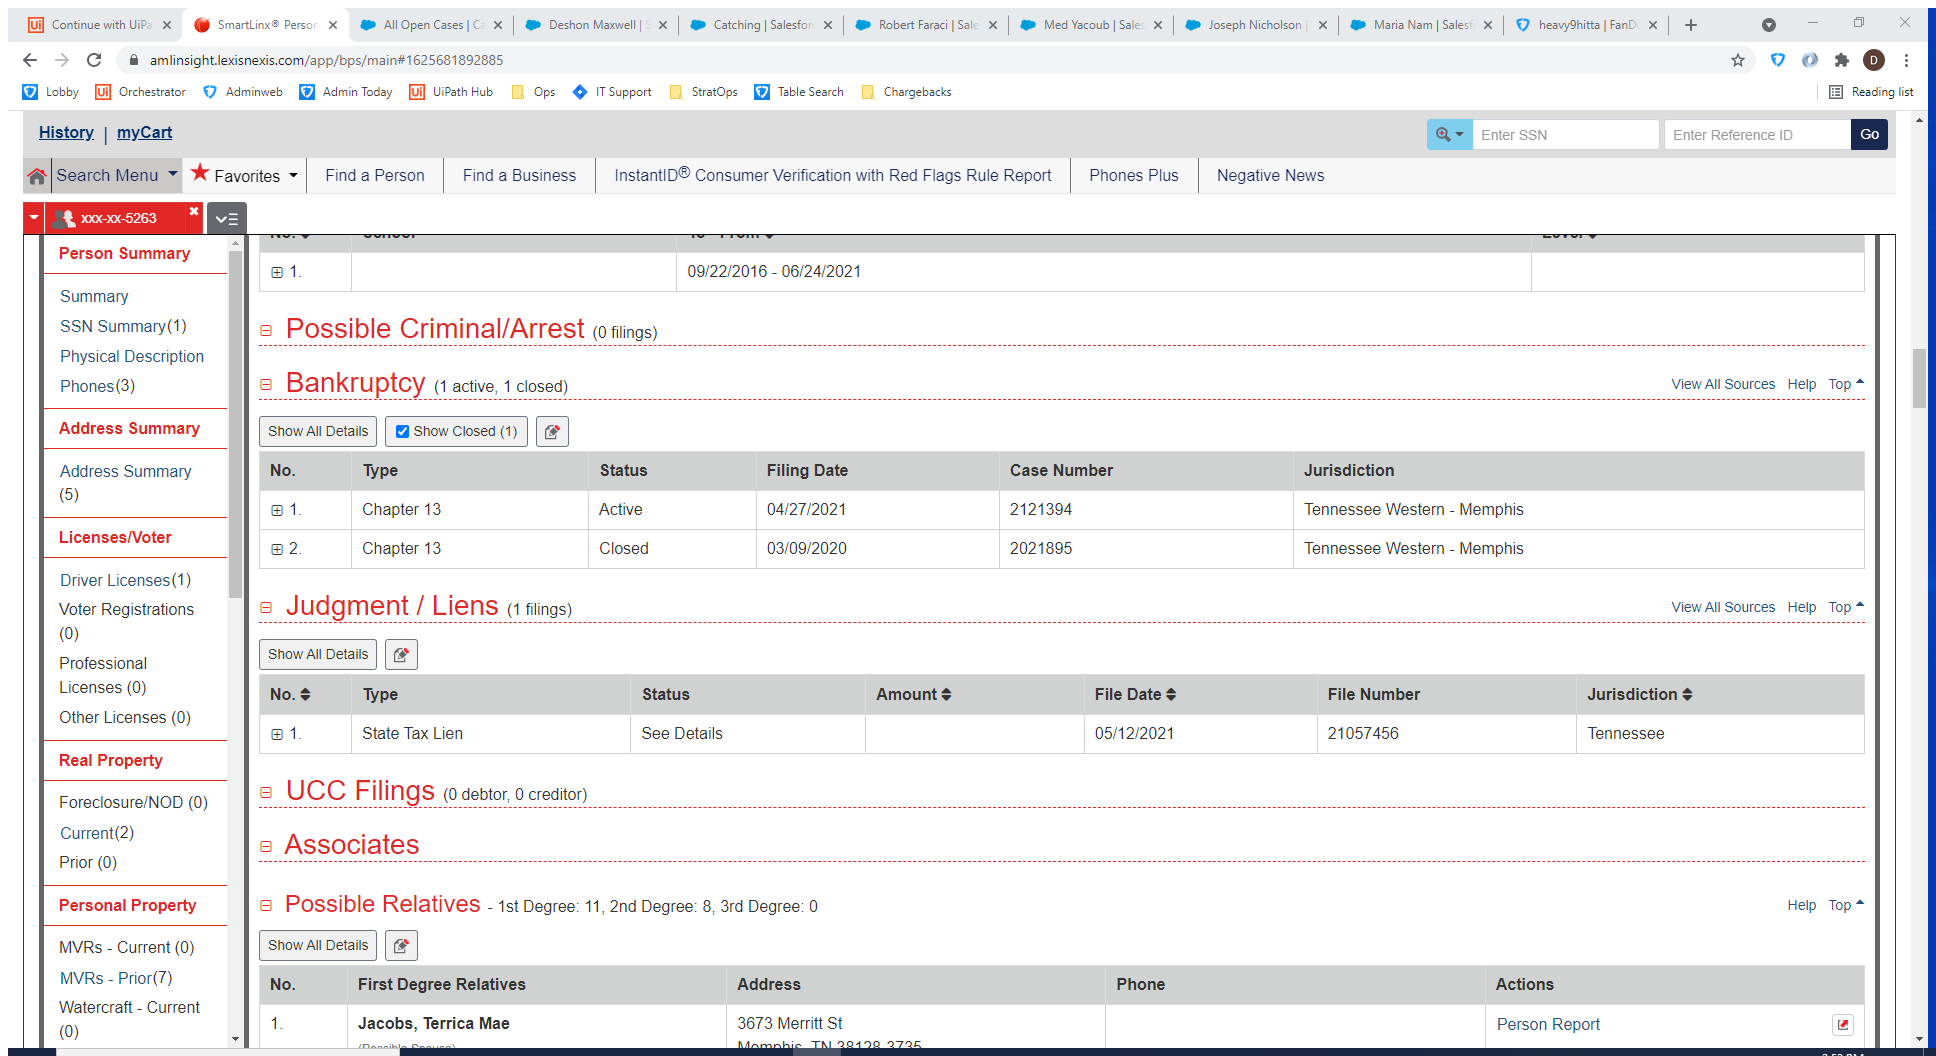 Continue with UiPa
SmartLinx® Person
All Open Cases | Ca
Deshon Maxwell | S
Catching | Salesfor
Robert Faraci | Sale
Med Yacoub | Sales
Joseph Nicholson |
Maria Nam | Salesf
heavy9hitta | FanD
amlinsight.lexisnexis.com/app/bps/main#1625681892885
D
Lobby
Orchestrator
Adminweb
Admin Today
UiPath Hub
Ops
IT Support
StratOps
Table Search
Chargebacks
Reading list
History | myCart
Enter SSN
Enter Reference ID
Go
Search Menu
Favorites
Find a Person
Find a Business
InstantID® Consumer Verification with Red Flags Rule Report
Phones Plus
Negative News
xxx-xx-5263
Person Summary
Summary
SSN Summary(1)
Physical Description
Phones(3)
Address Summary
Address Summary
(5)
Licenses/Voter
Driver Licenses(1)
Voter Registrations
(0)
Professional
Licenses (0)
Other Licenses (0)
Real Property
Foreclosure/NOD (0)
Current(2)
Prior (0)
Personal Property
MVRs - Current (0)
MVRs - Prior(7)
Watercraft - Current
(0)
No. School To - From Level
1. 09/22/2016 - 06/24/2021
Possible Criminal/Arrest (0 filings)
Bankruptcy (1 active, 1 closed)
View All Sources Help Top
Show All Details Show Closed (1)
No. Type Status Filing Date Case Number Jurisdiction
1. Chapter 13 Active 04/27/2021 2121394 Tennessee Western - Memphis
2. Chapter 13 Closed 03/09/2020 2021895 Tennessee Western - Memphis
Judgment / Liens (1 filings)
View All Sources Help Top
Show All Details
No. Type Status Amount File Date File Number Jurisdiction
1. State Tax Lien See Details 05/12/2021 21057456 Tennessee
UCC Filings (0 debtor, 0 creditor)
Associates
Possible Relatives - 1st Degree: 11, 2nd Degree: 8, 3rd Degree: 0
Help Top
Show All Details
No. First Degree Relatives Address Phone Actions
1. Jacobs, Terrica Mae 3673 Merritt St Person Report
(Possible Spouse) Memphis, TN 38128-3735